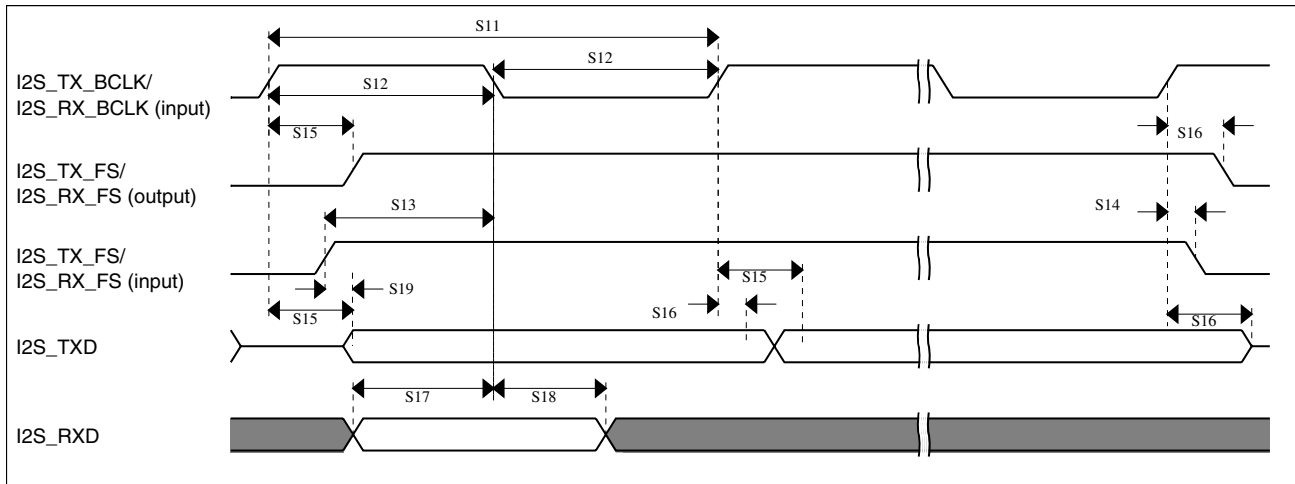 S11
S12
I2S_TX_BCLK/
I2S_RX_BCLK (input)
S12
S15
S16
I2S_TX_FS/
I2S_RX_FS (output)
S13
S14
I2S_TX_FS/
I2S_RX_FS (input)
S19
S15
S15
S16
S16
I2S_TXD
S17
S18
I2S_RXD